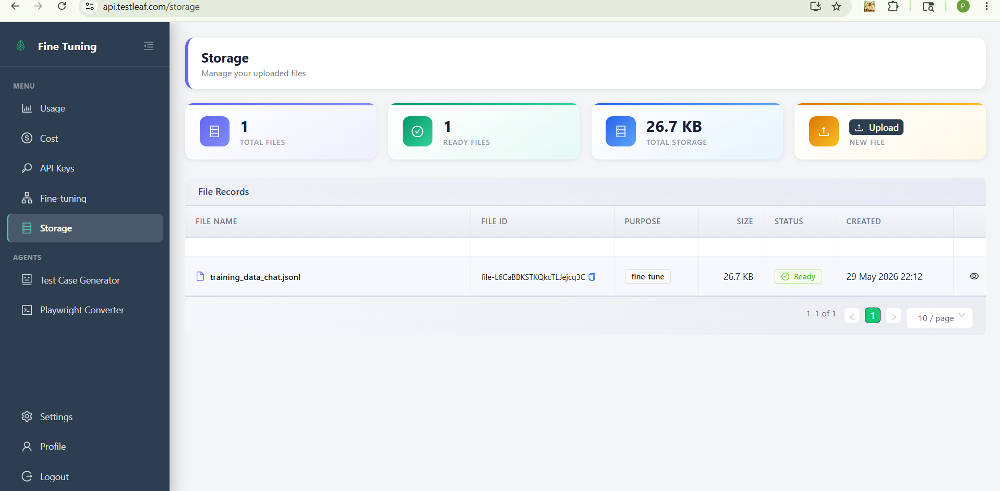 api.testleaf.com/storage
P
Fine Tuning
MENU
Usage
Cost
API Keys
Fine-tuning
Storage
AGENTS
Test Case Generator
Playwright Converter
Settings
Profile
Logout
Storage
Manage your uploaded files
1
TOTAL FILES
1
READY FILES
26.7 KB
TOTAL STORAGE
Upload
NEW FILE
File Records
FILE NAME FILE ID PURPOSE SIZE STATUS CREATED
training_data_chat.jsonl file-L6CaBBKSTKQkcTLJejcq3C fine-tune 26.7 KB Ready 29 May 2026 22:12
1–1 of 1 < 1 > 10 / page